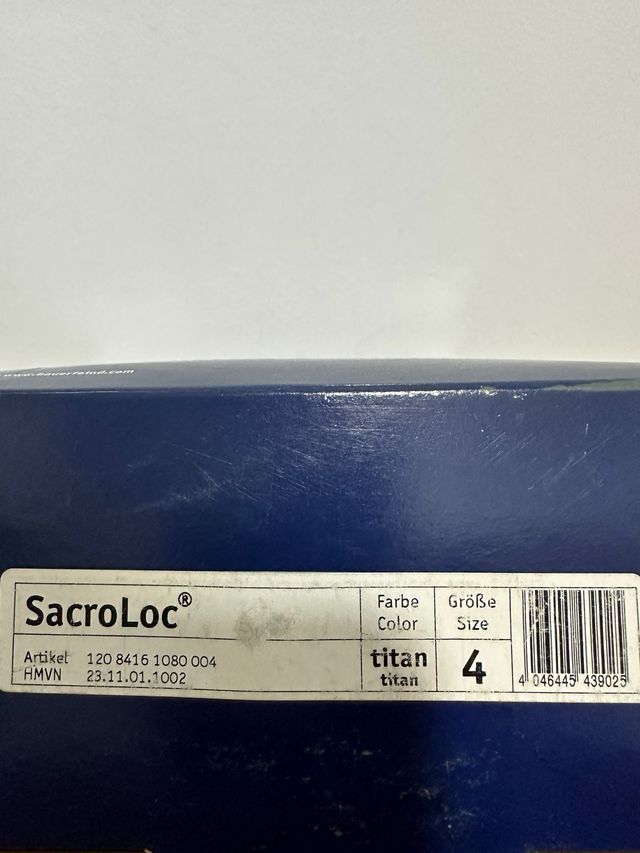 www.bauerfeind.com
SacroLoc®
Artikel 120 8416 1080 004
HMVN 23.11.01.1002
Farbe
Color
titan
titan
Größe
Size
4
4 046445 439025